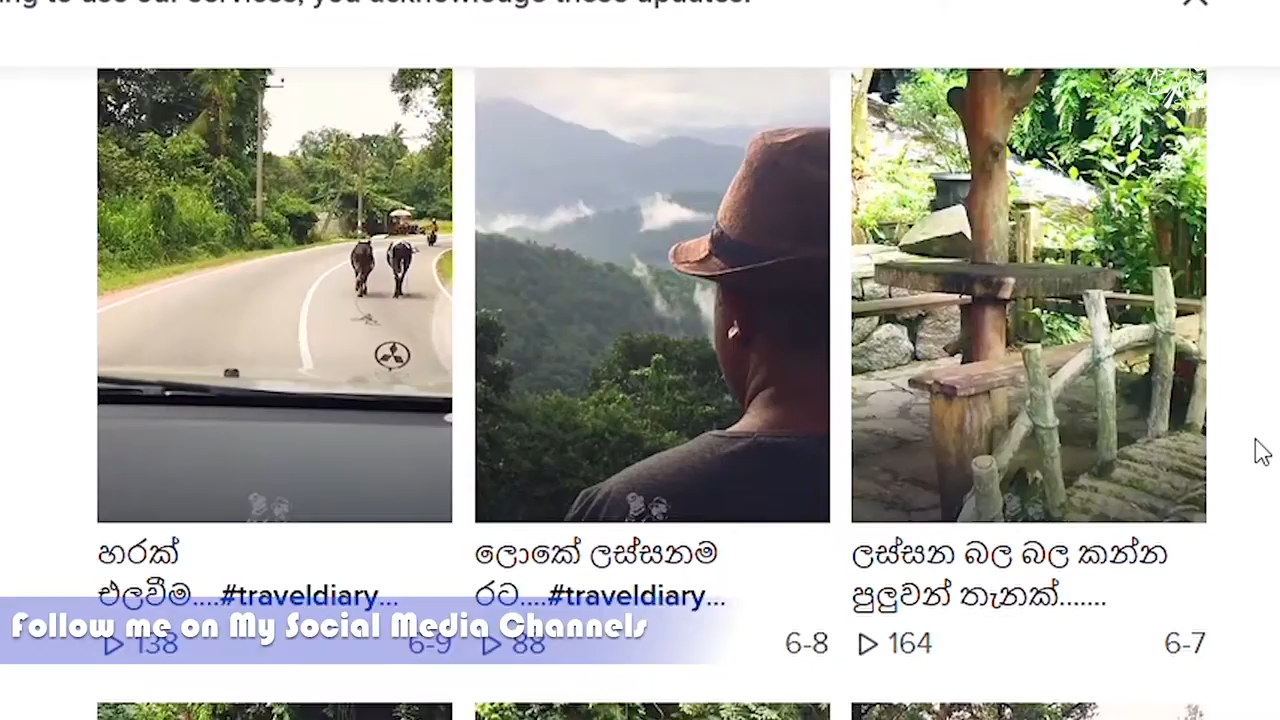 ing to use our services, you acknowledge these updates.
හරක්
එලවීම....#traveldiary...
ලොකේ ලස්සනම
රට....#traveldiary...
ලස්සන බල බල කන්න
පුලුවන් තැනක්.......
Follow me on My Social Media Channels
138
6-9
88
6-8
164
6-7